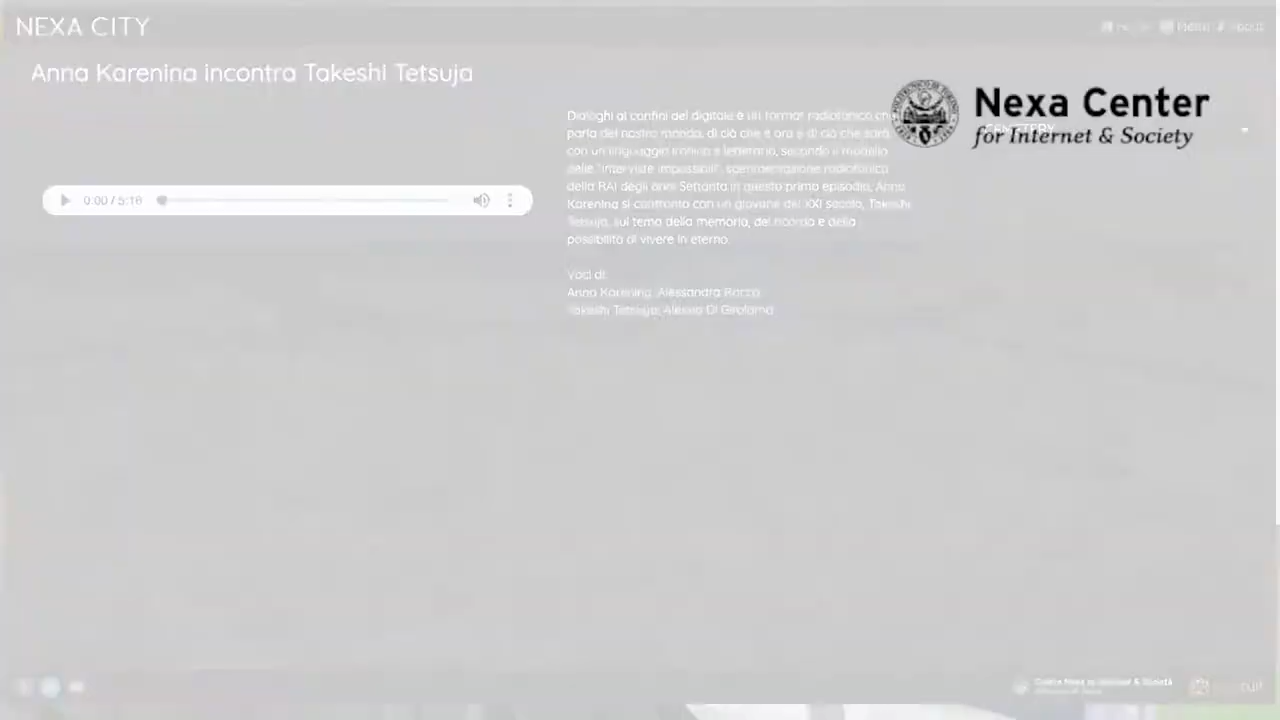 NEXA CITY
Anna Karenina incontra Takeshi Tetsuja
Nexa Center
for Internet & Society
CEMETERY
Dialoghi ai confini del digitale è un format radiofonico che
parla del nostro mondo, di ciò che è ora e di ciò che sarà
con un linguaggio ironico e letterario, secondo il modello
delle "interviste impossibili", sperimentazione radiofonica
della RAI degli anni Settanta In questo primo episodio, Anna
Karenina si confronta con un giovane del XXI secolo, Takeshi
Tetsuja, sul tema della memoria, del ricordo e della
possibilità di vivere in eterno.
0:00 / 5:16
Voci di:
Anna Karenina: Alessandra
Takeshi Tetsuja: Alessio Di Girolamo